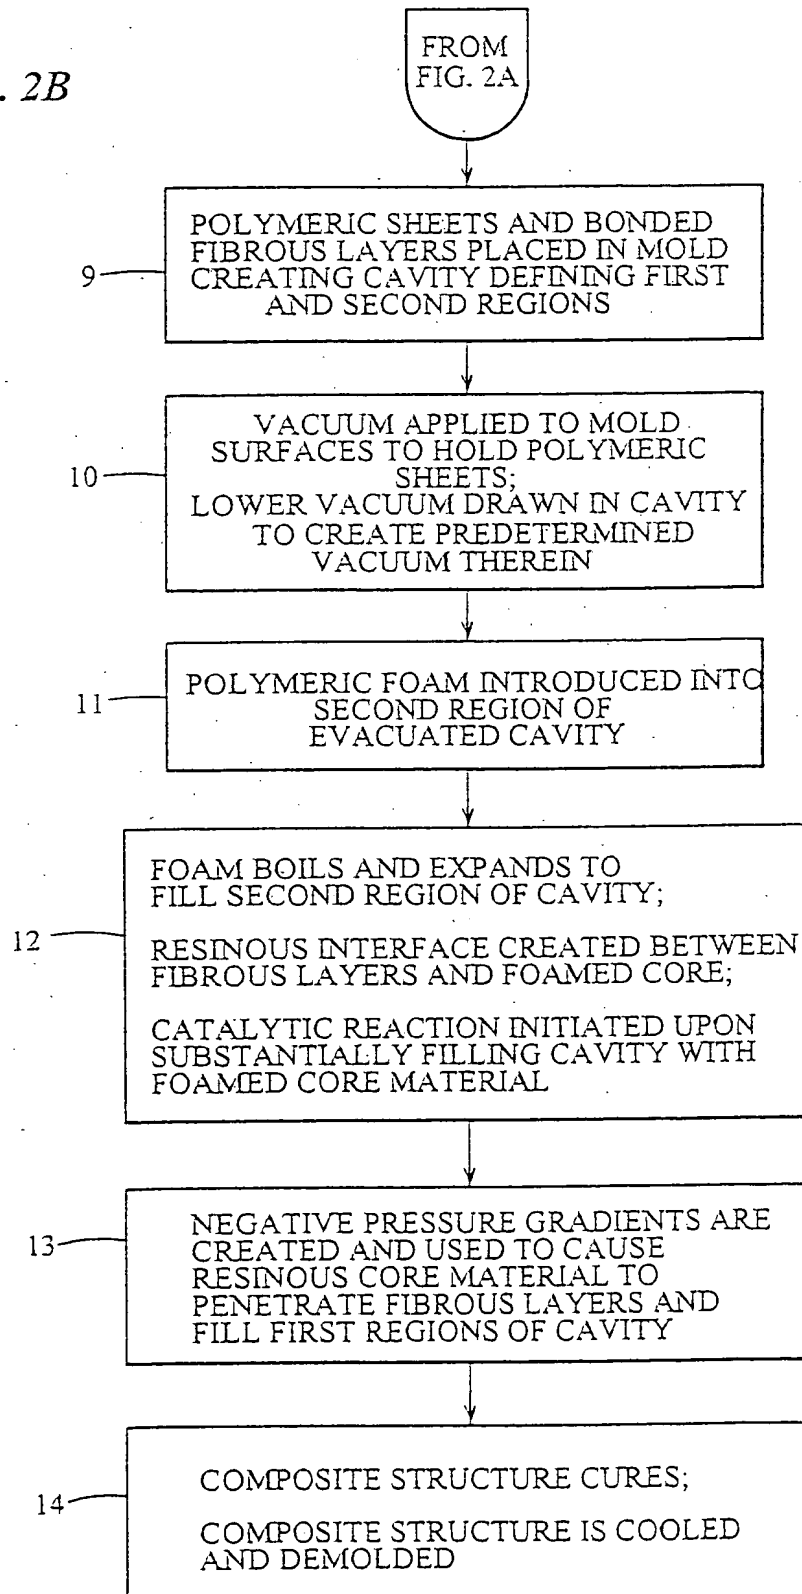 . 2B
FROM
FIG. 2A
9
POLYMERIC SHEETS AND BONDED
FIBROUS LAYERS PLACED IN MOLD
CREATING CAVITY DEFINING FIRST
AND SECOND REGIONS
10
VACUUM APPLIED TO MOLD
SURFACES TO HOLD POLYMERIC
SHEETS;
LOWER VACUUM DRAWN IN CAVITY
TO CREATE PREDETERMINED
VACUUM THEREIN
11
POLYMERIC FOAM INTRODUCED INTO
SECOND REGION OF
EVACUATED CAVITY
12
FOAM BOILS AND EXPANDS TO
FILL SECOND REGION OF CAVITY;
RESINOUS INTERFACE CREATED BETWEEN
FIBROUS LAYERS AND FOAMED CORE;
CATALYTIC REACTION INITIATED UPON
SUBSTANTIALLY FILLING CAVITY WITH
FOAMED CORE MATERIAL
13
NEGATIVE PRESSURE GRADIENTS ARE
CREATED AND USED TO CAUSE
RESINOUS CORE MATERIAL TO
PENETRATE FIBROUS LAYERS AND
FILL FIRST REGIONS OF CAVITY
14
COMPOSITE STRUCTURE CURES;
COMPOSITE STRUCTURE IS COOLED
AND DEMOLDED